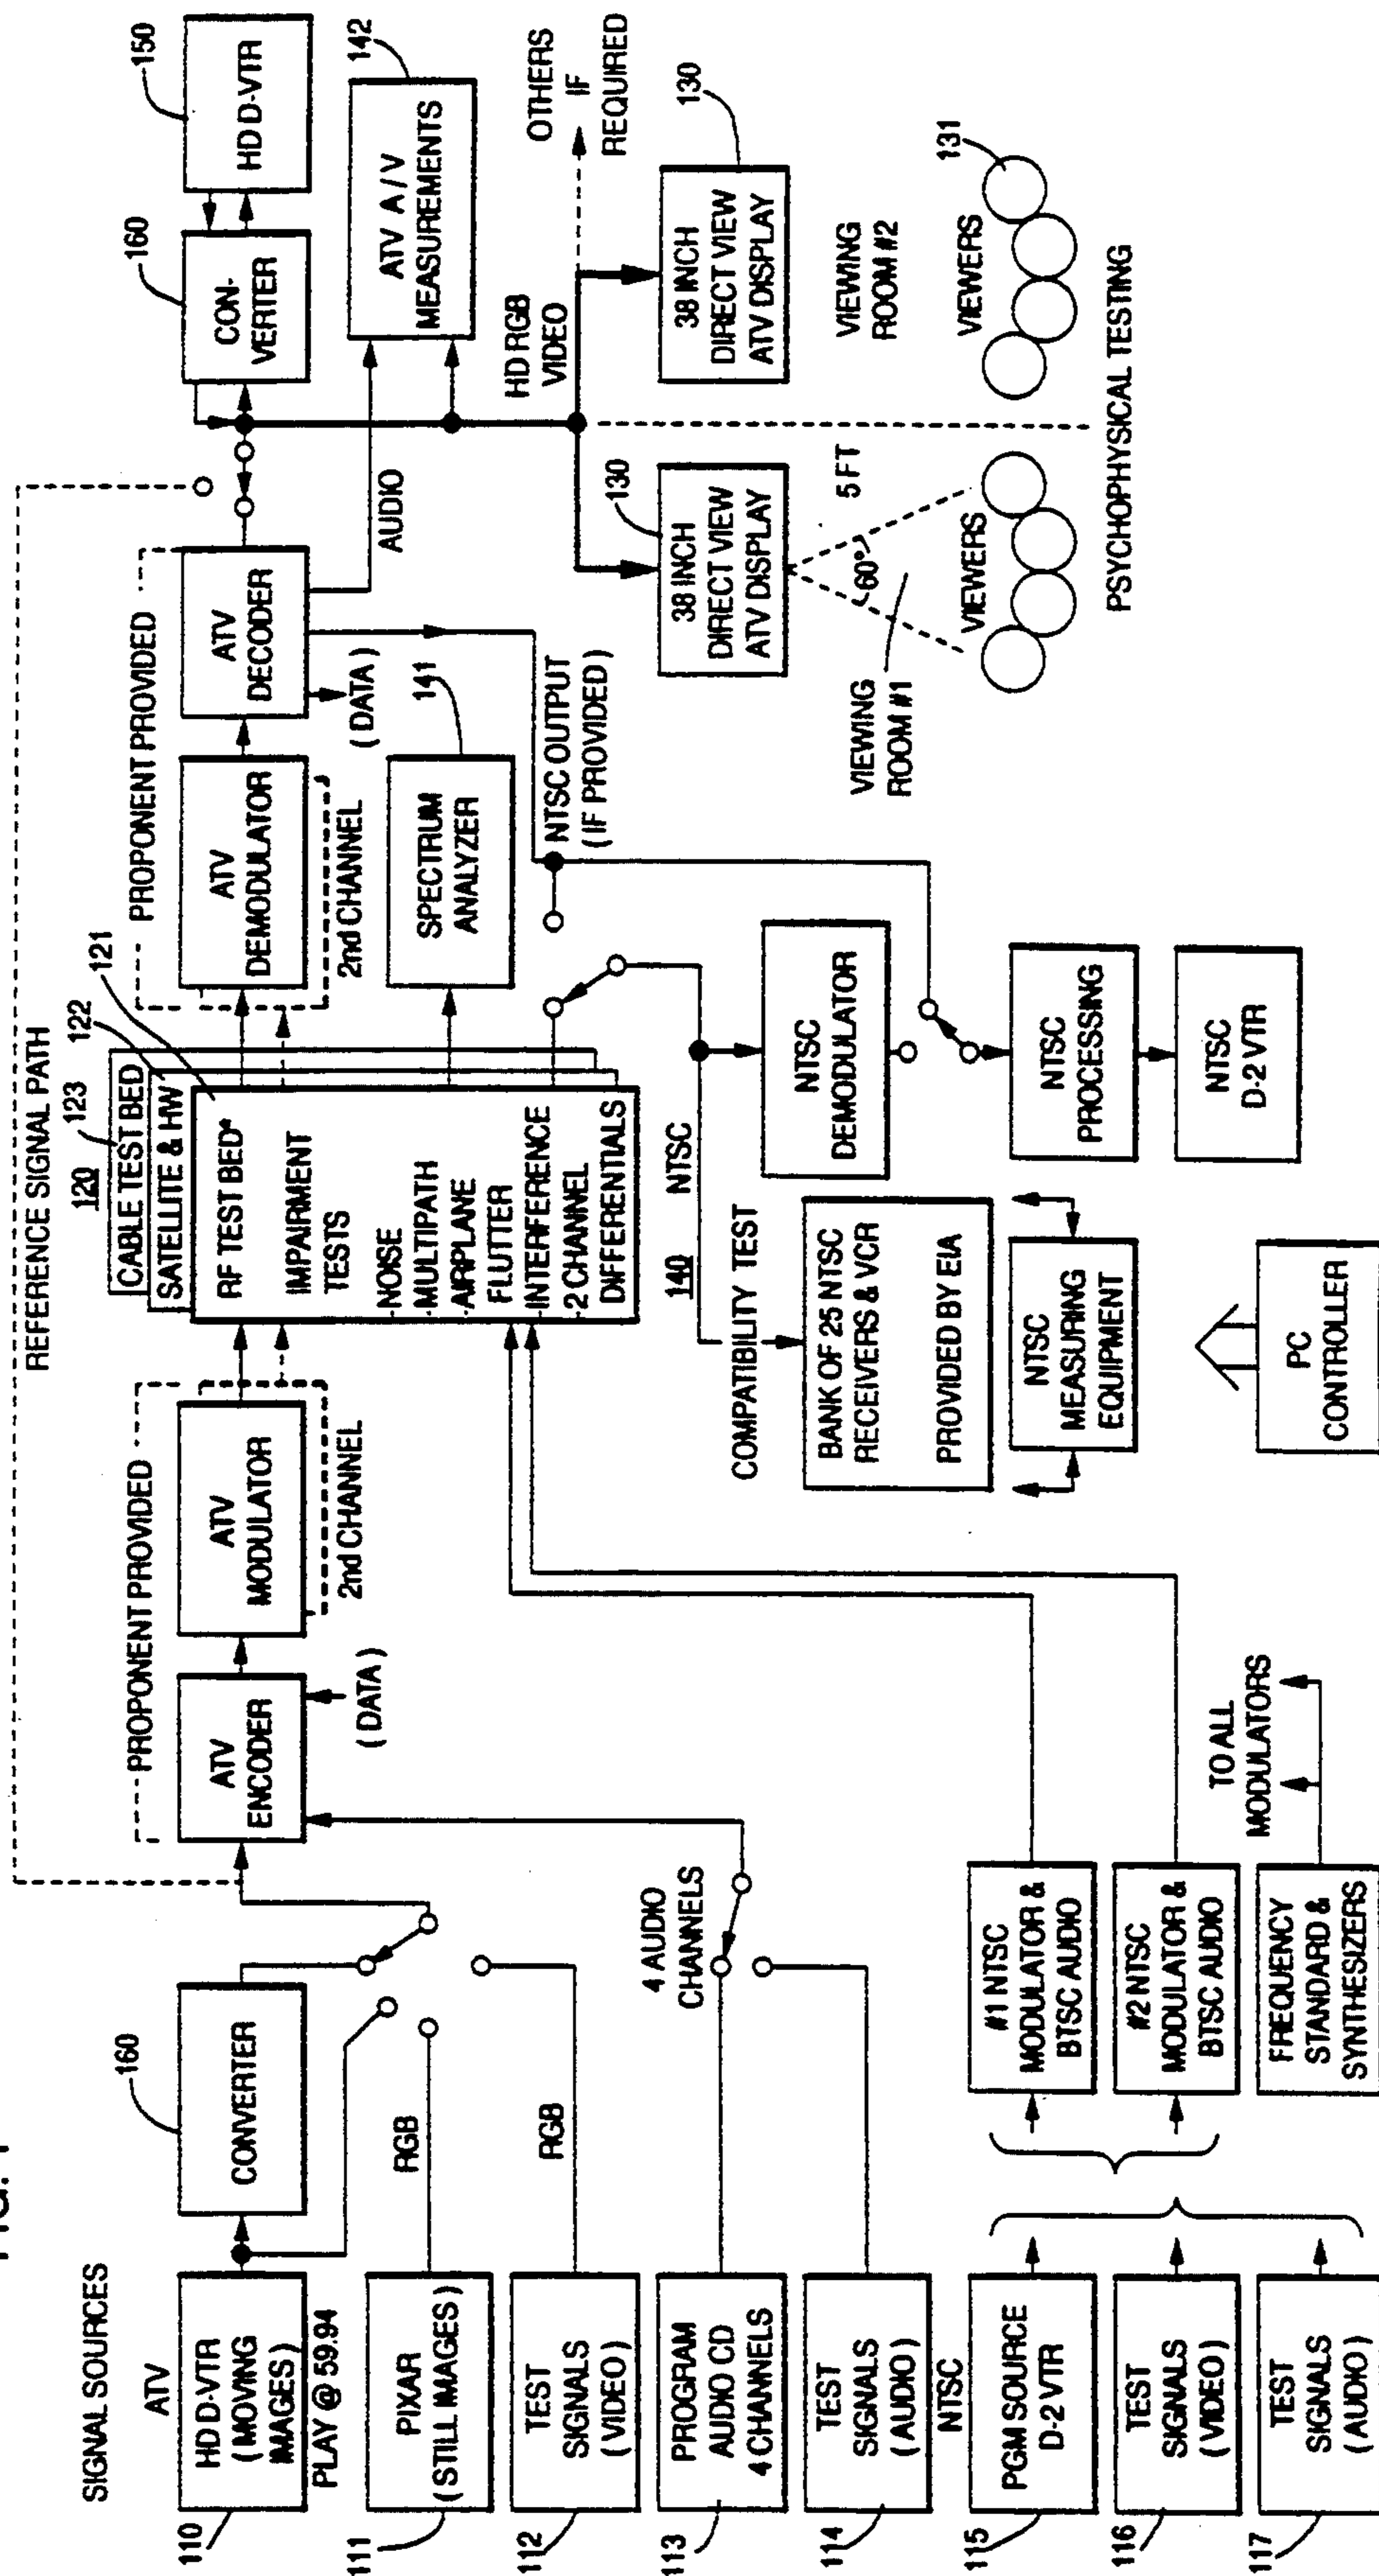 FIG. 1
SIGNAL SOURCES
ATV
HD D-VTR
( MOVING
IMAGES )
PLAY @ 59.94
110
PIXAR
( STILL IMAGES )
111
TEST
SIGNALS
( VIDEO )
112
PROGRAM
AUDIO CD
4 CHANNELS
113
TEST
SIGNALS
( AUDIO )
114
NTSC
PGM SOURCE
D-2 VTR
115
TEST
SIGNALS
( VIDEO )
116
TEST
SIGNALS
( AUDIO )
117
160
CONVERTER
RGB
RGB
4 AUDIO
CHANNELS
#1 NTSC
MODULATOR &
BTSC AUDIO
#2 NTSC
MODULATOR &
BTSC AUDIO
FREQUENCY
STANDARD &
SYNTHESIZERS
TO ALL
MODULATORS
REFERENCE SIGNAL PATH
PROPONENT PROVIDED
ATV
ENCODER
( DATA )
ATV
MODULATOR
2nd CHANNEL
120
123
122
121
CABLE TEST BED
SATELLITE & HW
RF TEST BED*
IMPAIRMENT
TESTS
-NOISE
-MULTIPATH
-AIRPLANE
FLUTTER
-INTERFERENCE
-2 CHANNEL
DIFFERENTIALS
PROPONENT PROVIDED
ATV
DEMODULATOR
2nd CHANNEL
ATV
DECODER
( DATA )
AUDIO
SPECTRUM
ANALYZER
141
NTSC OUTPUT
( IF PROVIDED )
140
NTSC
COMPATIBILITY TEST
BANK OF 25 NTSC
RECEIVERS & VCR
PROVIDED BY EIA
NTSC
MEASURING
EQUIPMENT
PC
CONTROLLER
NTSC
DEMODULATOR
NTSC
PROCESSING
NTSC
D-2 VTR
160
CON-
VERTER
150
HD D-VTR
142
ATV A / V
MEASUREMENTS
HD RGB
VIDEO
OTHERS
IF
REQUIRED
130
38 INCH
DIRECT VIEW
ATV DISPLAY
130
38 INCH
DIRECT VIEW
ATV DISPLAY
60°
5 FT
VIEWING
ROOM #1
VIEWERS
VIEWING
ROOM #2
VIEWERS
131
PSYCHOPHYSICAL TESTING